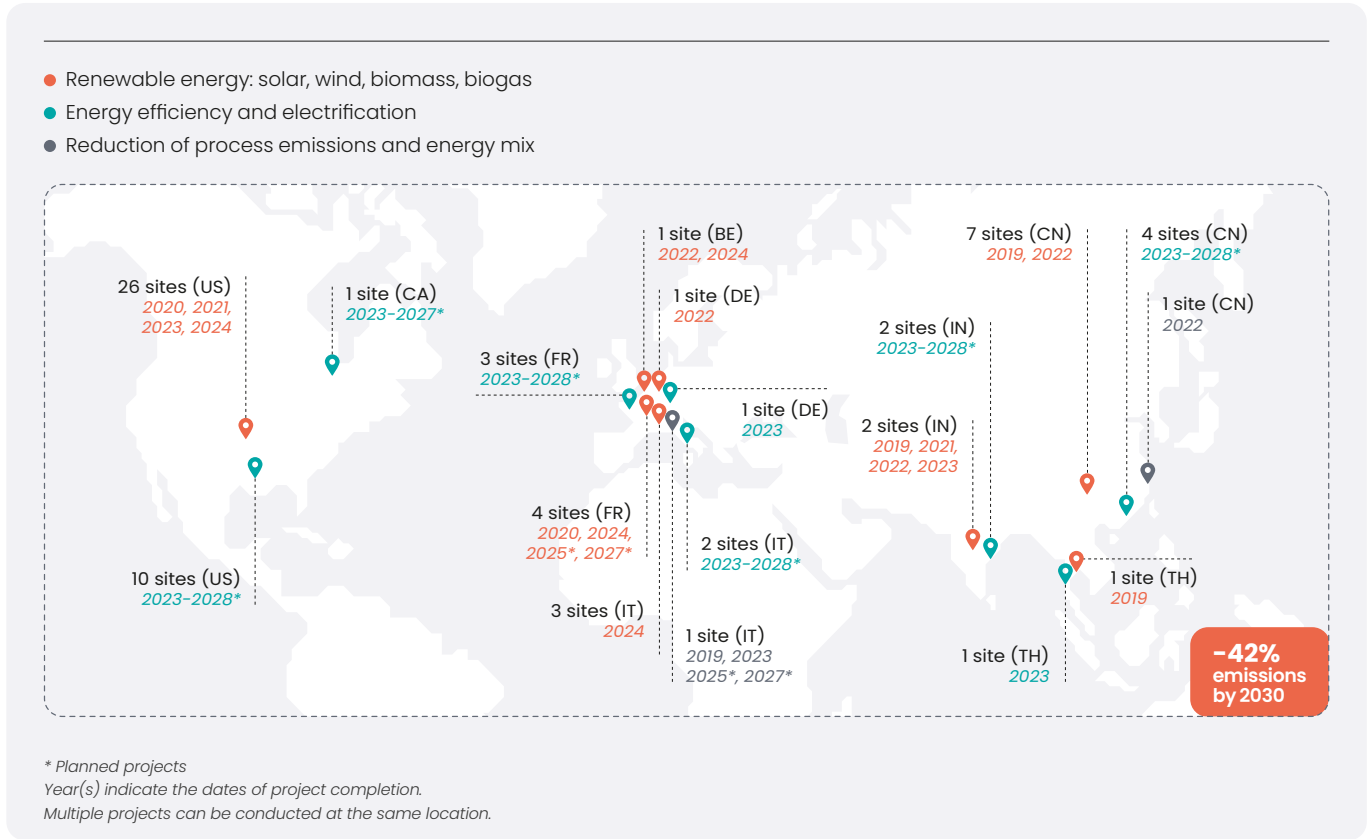 Renewable energy: solar, wind, biomass, biogas
Energy efficiency and electrification
Reduction of process emissions and energy mix
26 sites (US)
2020, 2021,
2023, 2024
1 site (CA)
2023-2027*
10 sites (US)
2023-2028*
3 sites (FR)
2023-2028*
1 site (BE)
2022, 2024
1 site (DE)
2022
1 site (DE)
2023
4 sites (FR)
2020, 2024,
2025*, 2027*
3 sites (IT)
2024
2 sites (IT)
2023-2028*
1 site (IT)
2019, 2023
2025*, 2027*
7 sites (CN)
2019, 2022
4 sites (CN)
2023-2028*
1 site (CN)
2022
2 sites (IN)
2023-2028*
2 sites (IN)
2019, 2021,
2022, 2023
1 site (TH)
2019
1 site (TH)
2023
-42%
emissions
by 2030
* Planned projects
Year(s) indicate the dates of project completion.
Multiple projects can be conducted at the same location.